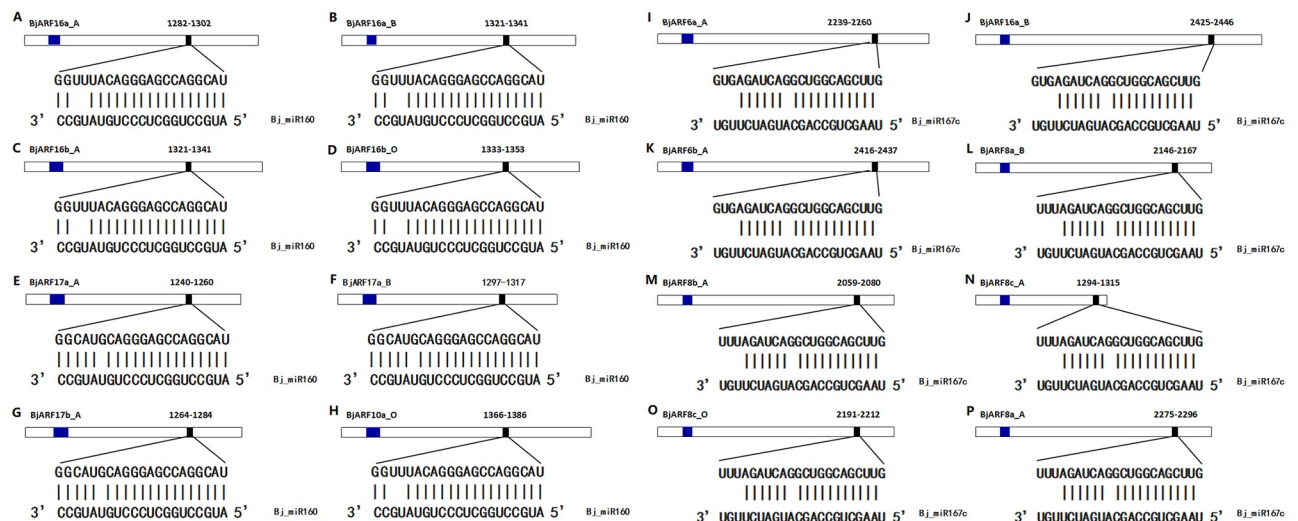 A BjARF16a_A 1282-1302
GGUUUACAGGGAGCCAGGCAU
3’ CCGUAUGUCCCUCGGUCCGUA 5’ Bj_miR160
B BjARF16a_B 1321-1341
GGUUUACAGGGAGCCAGGCAU
3’ CCGUAUGUCCCUCGGUCCGUA 5’ Bj_miR160
C BjARF16b_A 1321-1341
GGUUUACAGGGAGCCAGGCAU
3’ CCGUAUGUCCCUCGGUCCGUA 5’ Bj_miR160
D BjARF16b_O 1333-1353
GGUUUACAGGGAGCCAGGCAU
3’ CCGUAUGUCCCUCGGUCCGUA 5’ Bj_miR160
E BjARF17a_A 1240-1260
GGCAUGCAGGGAGCCAGGCAU
3’ CCGUAUGUCCCUCGGUCCGUA 5’ Bj_miR160
F BjARF17a_B 1297-1317
GGCAUGCAGGGAGCCAGGCAU
3’ CCGUAUGUCCCUCGGUCCGUA 5’ Bj_miR160
G BjARF17b_A 1264-1284
GGCAUGCAGGGAGCCAGGCAU
3’ CCGUAUGUCCCUCGGUCCGUA 5’ Bj_miR160
H BjARF10a_O 1366-1386
GGUUUACAGGGAGCCAGGCAU
3’ CCGUAUGUCCCUCGGUCCGUA 5’ Bj_miR160
I BjARF6a_A 2239-2260
GUGAGAUCAGGCUGGCAGCUUG
3’ UGUUCUAGUACGACCGUCGAAU 5’ Bj_miR167c
J BjARF16a_B 2425-2446
GUGAGAUCAGGCUGGCAGCUUG
3’ UGUUCUAGUACGACCGUCGAAU 5’ Bj_miR167c
K BjARF6b_A 2416-2437
GUGAGAUCAGGCUGGCAGCUUG
3’ UGUUCUAGUACGACCGUCGAAU 5’ Bj_miR167c
L BjARF8a_B 2146-2167
UUUAGAUCAGGCUGGCAGCUUG
3’ UGUUCUAGUACGACCGUCGAAU 5’ Bj_miR167c
M BjARF8b_A 2059-2080
UUUAGAUCAGGCUGGCAGCUUG
3’ UGUUCUAGUACGACCGUCGAAU 5’ Bj_miR167c
N BjARF8c_A 1294-1315
UUUAGAUCAGGCUGGCAGCUUG
3’ UGUUCUAGUACGACCGUCGAAU 5’ Bj_miR167c
O BjARF8c_O 2191-2212
UUUAGAUCAGGCUGGCAGCUUG
3’ UGUUCUAGUACGACCGUCGAAU 5’ Bj_miR167c
P BjARF8a_A 2275-2296
UUUAGAUCAGGCUGGCAGCUUG
3’ UGUUCUAGUACGACCGUCGAAU 5’ Bj_miR167c